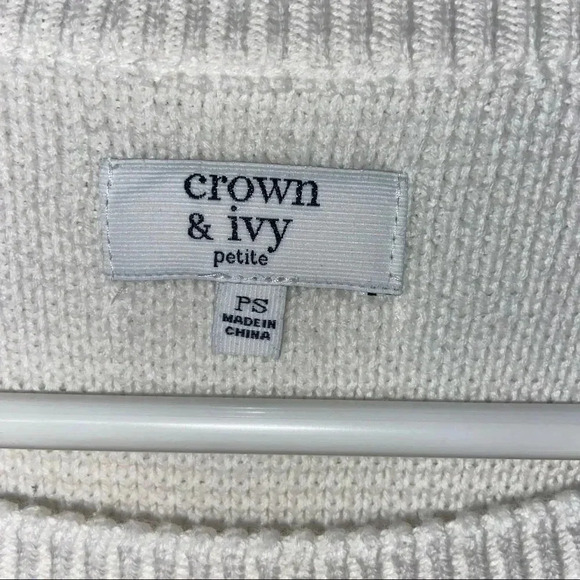 crown
& ivy
petite
PS
MADE IN
CHINA